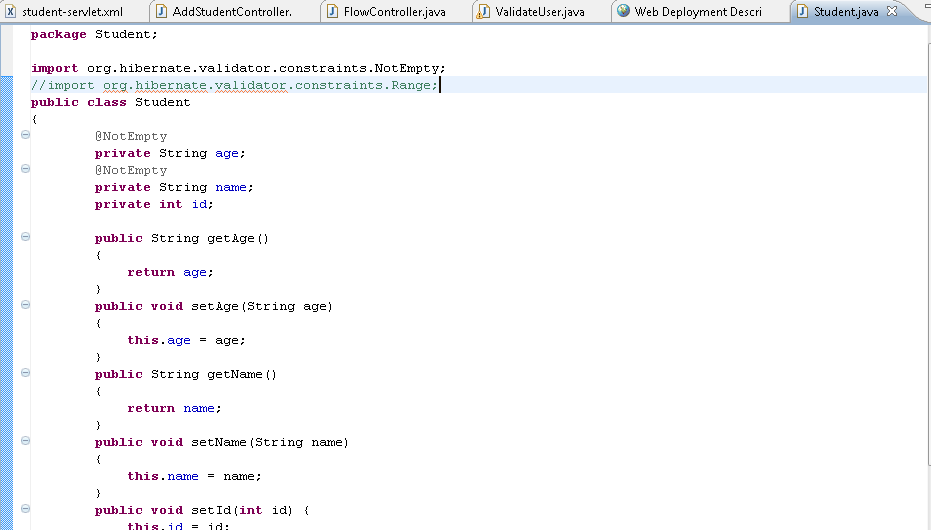 student-servlet.xml AddStudentController. FlowController.java ValidateUser.java Web Deployment Descri Student.java
package Student;
import org.hibernate.validator.constraints.NotEmpty;
//import org.hibernate.validator.constraints.Range;
public class Student
{
@NotEmpty
private String age;
@NotEmpty
private String name;
private int id;
public String getAge()
{
return age;
}
public void setAge(String age)
{
this.age = age;
}
public String getName()
{
return name;
}
public void setName(String name)
{
this.name = name;
}
public void setId(int id) {
this.id = id;